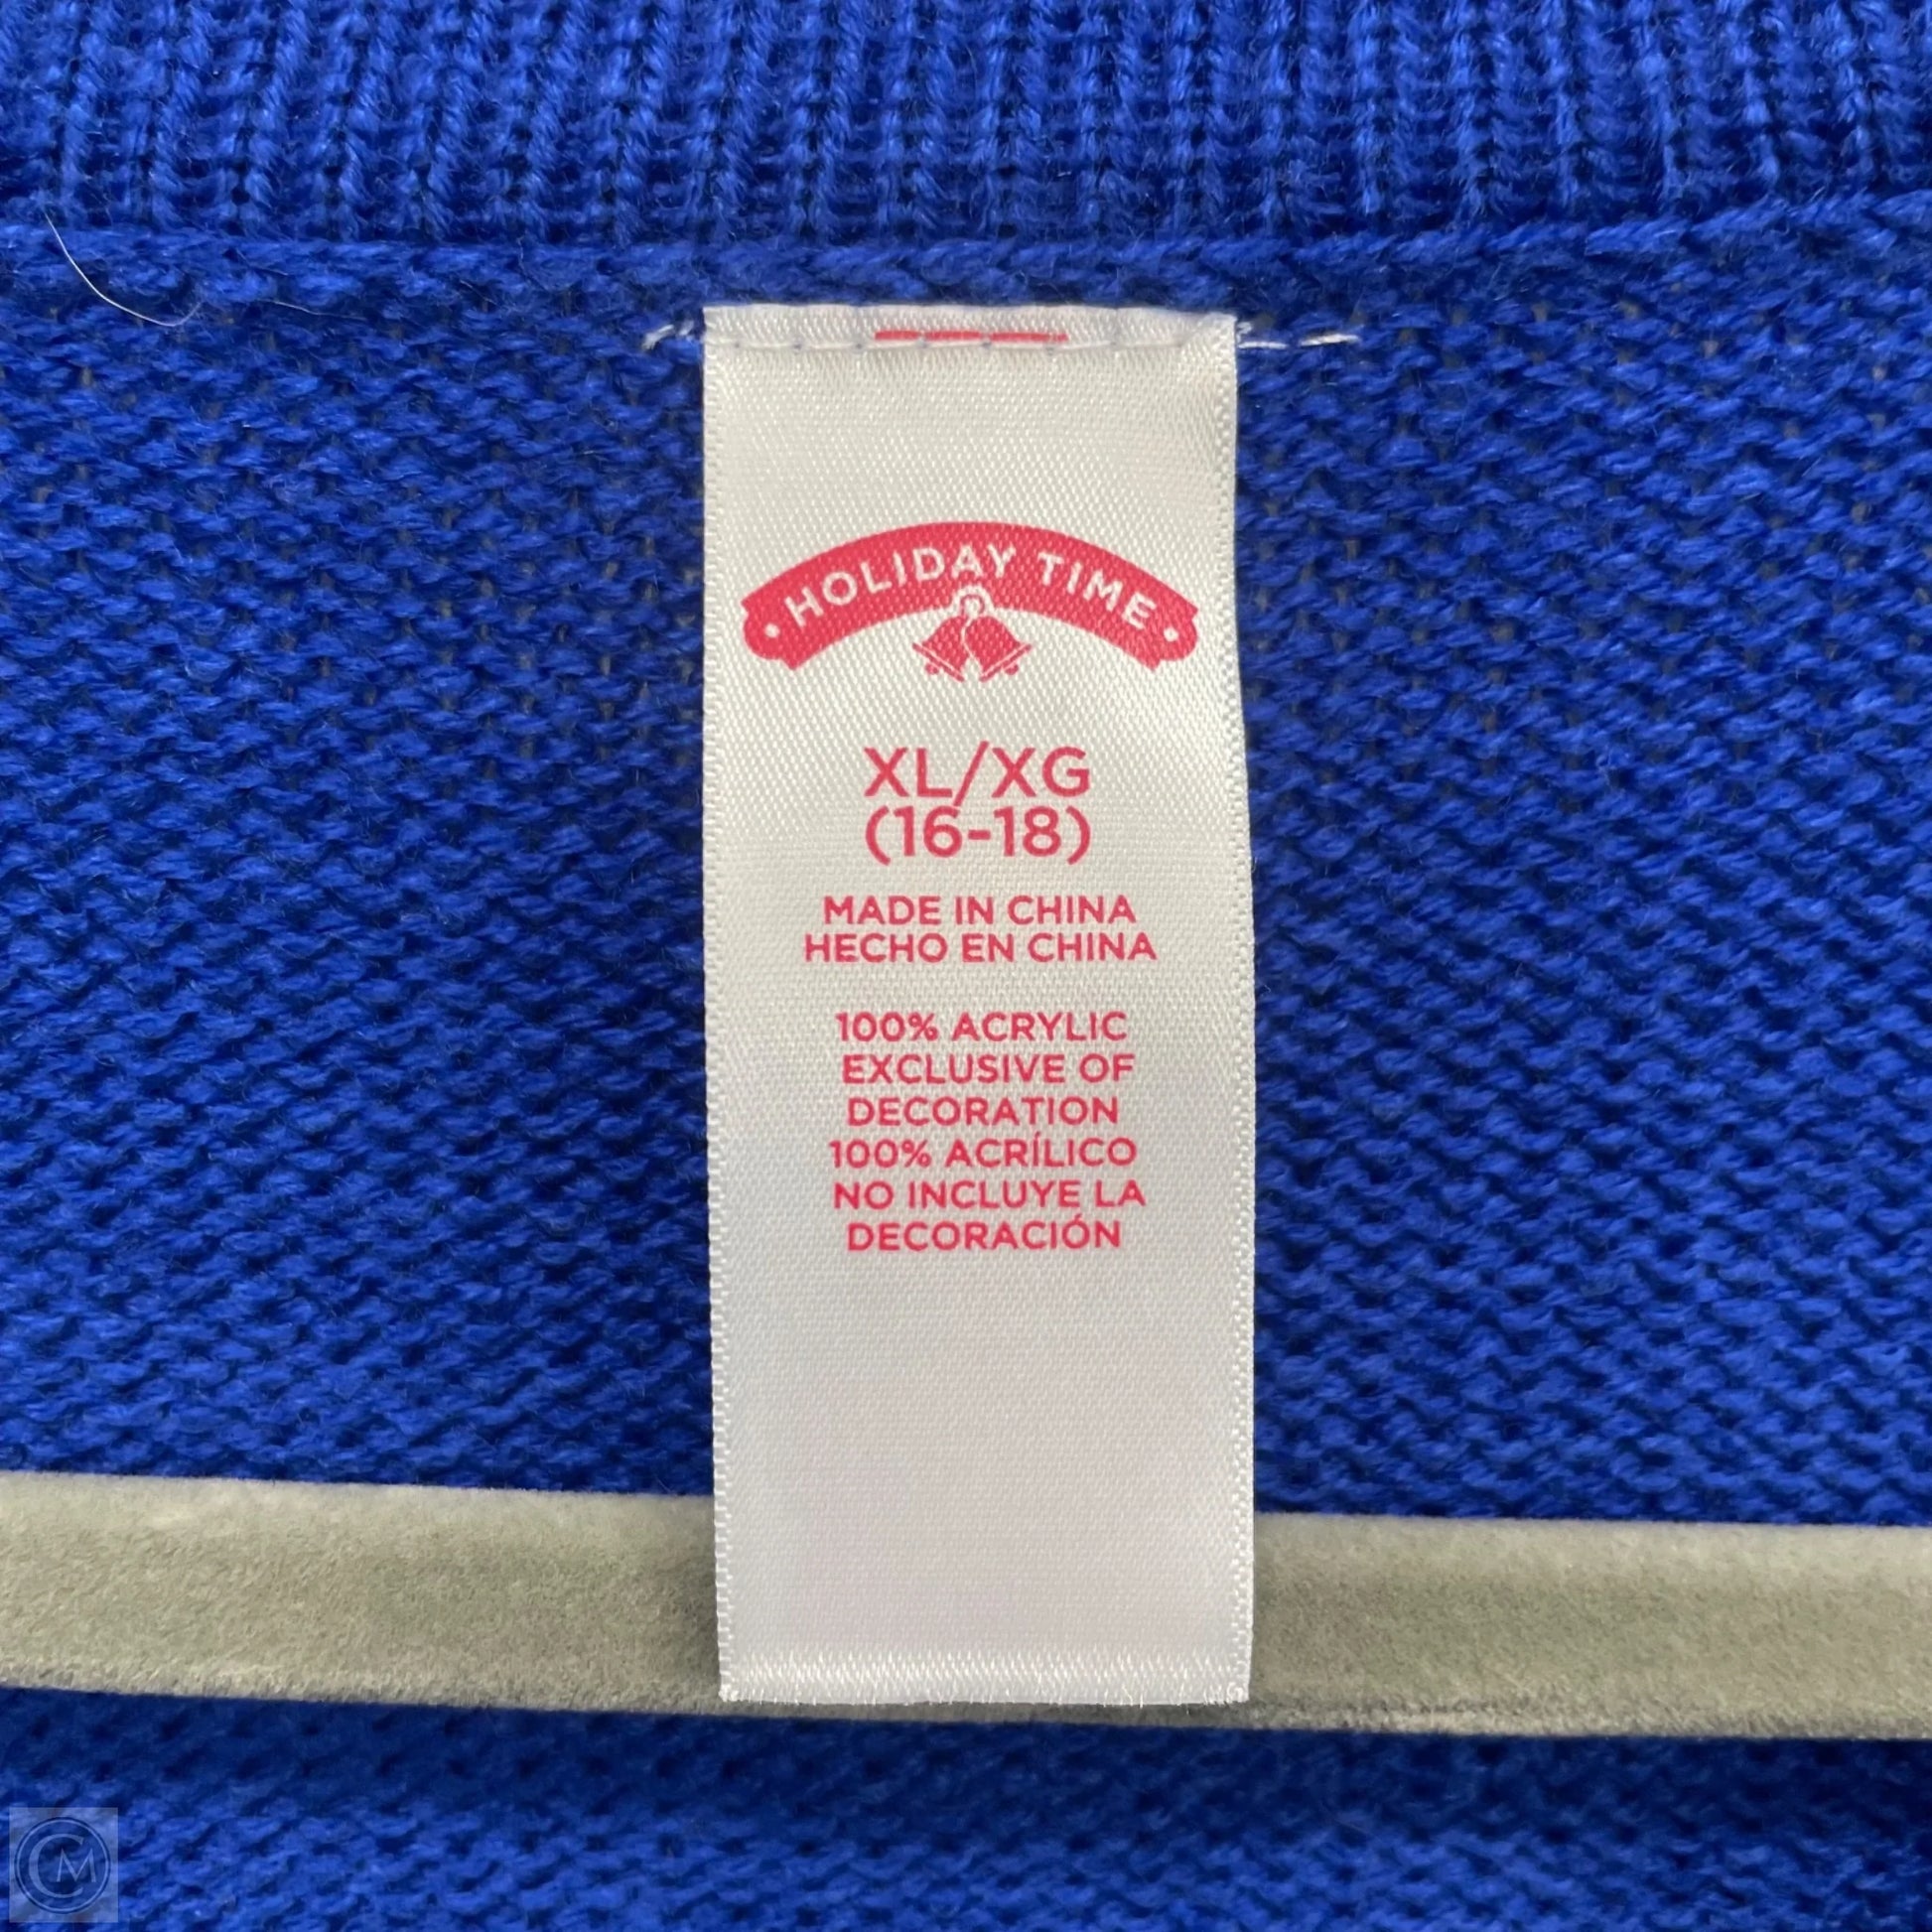 • HOLIDAY TIME •
XL/XG
(16-18)
MADE IN CHINA
HECHO EN CHINA
100% ACRYLIC
EXCLUSIVE OF
DECORATION
100% ACRÍLICO
NO INCLUYE LA
DECORACIÓN
CM